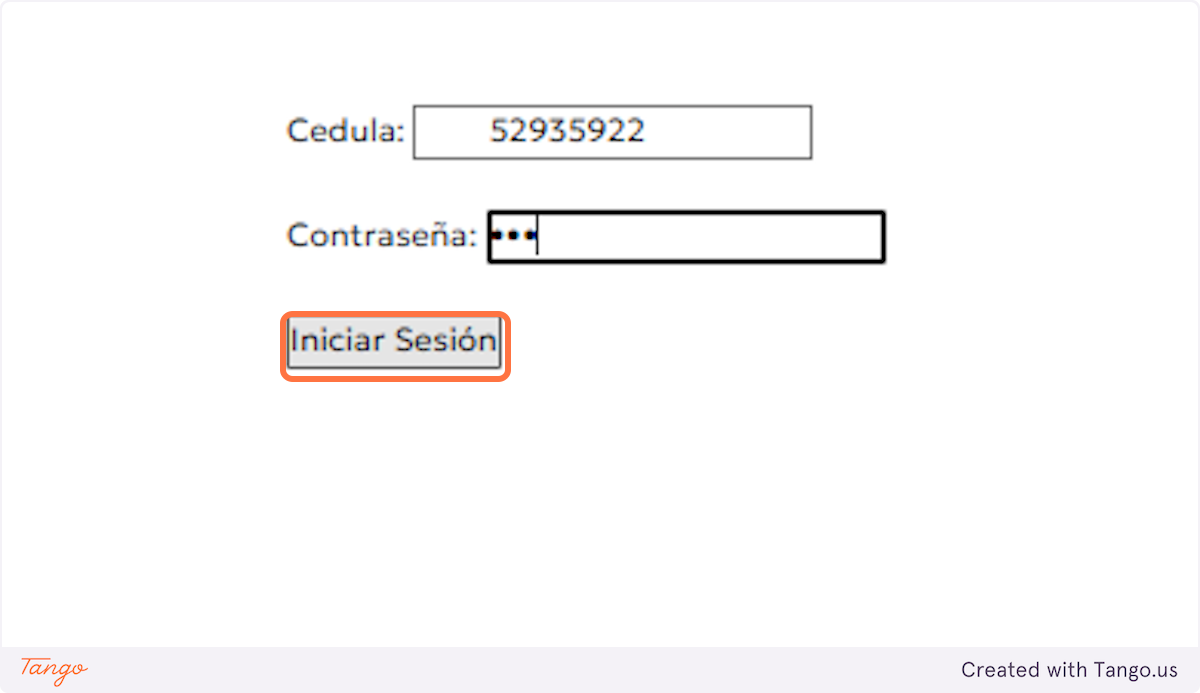 Cedula: 52935922
Contraseña: •••
Iniciar Sesión
Tango Created with Tango.us